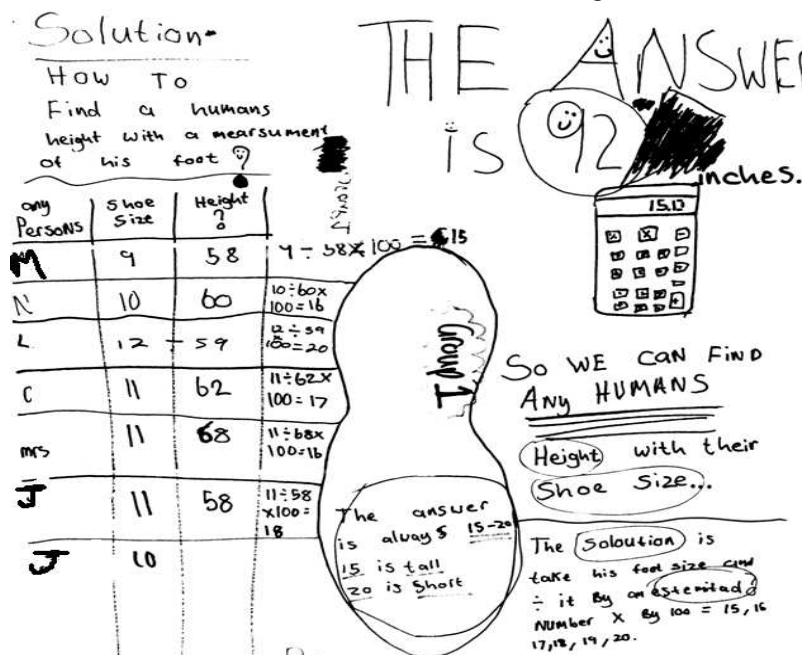 Solution
How To
Find a humans
height with a mearsument
of his foot?
THE ANSWER
is 92
inches.
15.13
any Persons | Shoe Size | Height ?
M 9 58 9 ÷ 58 x 100 = 15
N 10 60 10÷60x 100=16
L 12 59 12÷59 100=20
C 11 62 11÷62x 100=17
mrs 11 68 11÷68x 100=16
J 11 58 11÷58 x100= 18
J 10
Group 1
The answer
is always 15-20
15 is tall
20 is Short
So WE CAN FIND
Any HUMANS
Height with their
Shoe Size...
The Soloution is
take his foot size and
÷ it By an estemitad
Number x By 100 = 15, 16
17, 18, 19, 20.